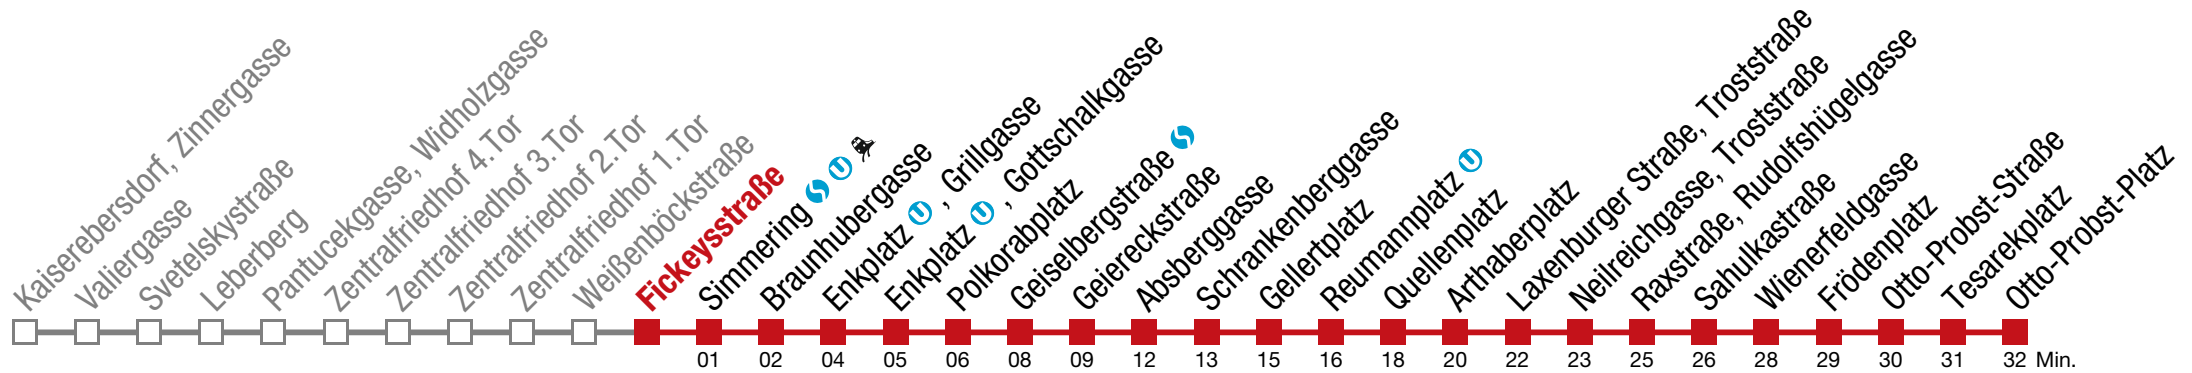 Kaiserebersdorf, Zinnergasse
Valiergasse
Svetelskystraße
Leberberg
Pantucekgasse, Widholzgasse
Zentralfriedhof 4.Tor
Zentralfriedhof 3.Tor
Zentralfriedhof 2.Tor
Zentralfriedhof 1.Tor
Weißenböckstraße
Fickeysstraße
Simmering S U
Braunhubergasse
Enkplatz U , Grillgasse
Enkplatz U , Gottschalkgasse
Polkorabplatz
Geiselbergstraße S
Geiereckstraße
Absberggasse
Schrankenberggasse
Gellertplatz
Reumannplatz U
Quellenplatz
Arthaberplatz
Laxenburger Straße, Troststraße
Neilreichgasse, Troststraße
Raxstraße, Rudolfshügelgasse
Sahulkastraße
Wienerfeldgasse
Frödenplatz
Otto-Probst-Straße
Tesarekplatz
Otto-Probst-Platz
01 02 04 05 06 08 09 12 13 15 16 18 20 22 23 25 26 28 29 30 31 32 Min.